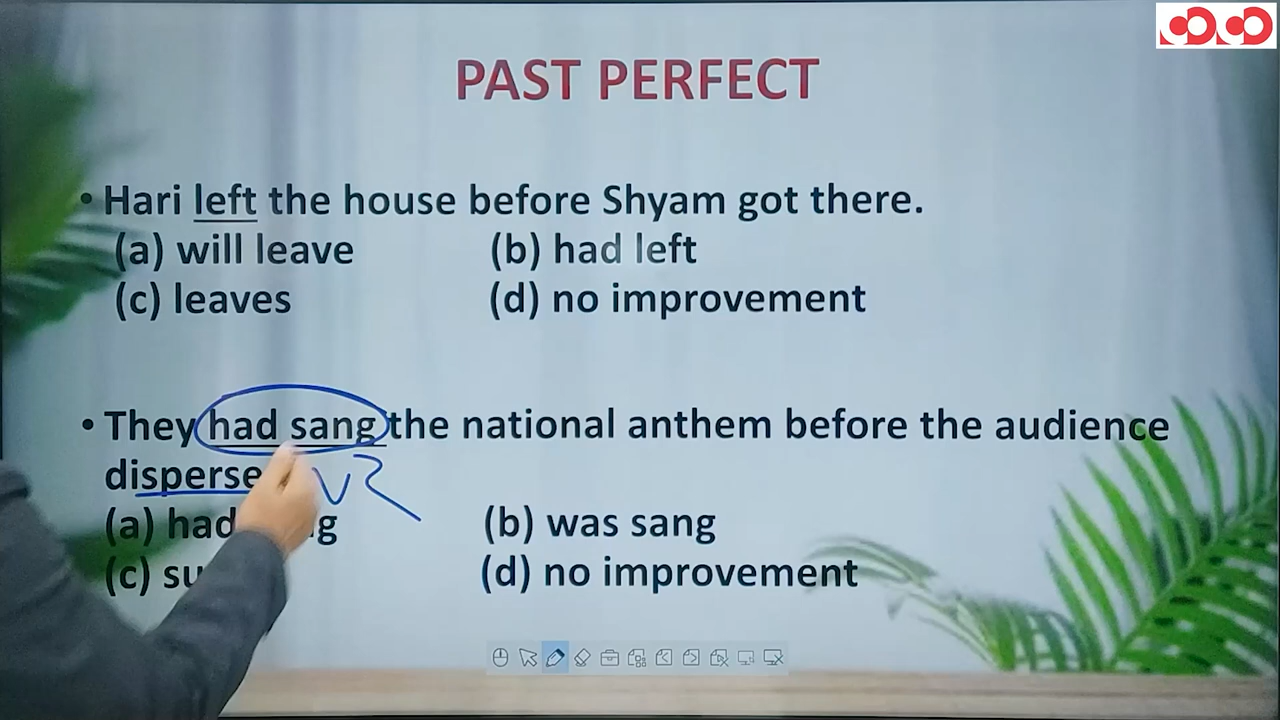 PAST PERFECT
• Hari left the house before Shyam got there.
(a) will leave (b) had left
(c) leaves (d) no improvement
• They had sang the national anthem before the audience
V2
(a) (b) was sang
(c) (d) no improvement